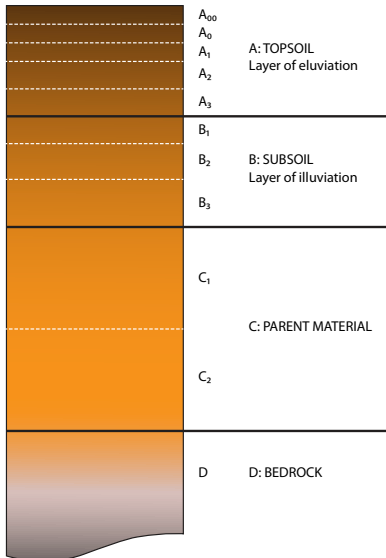 A₀₀
A₀
A₁
A₂
A₃
A: TOPSOIL
Layer of eluviation
B₁
B₂
B₃
B: SUBSOIL
Layer of illuviation
C₁
C₂
C: PARENT MATERIAL
D
D: BEDROCK